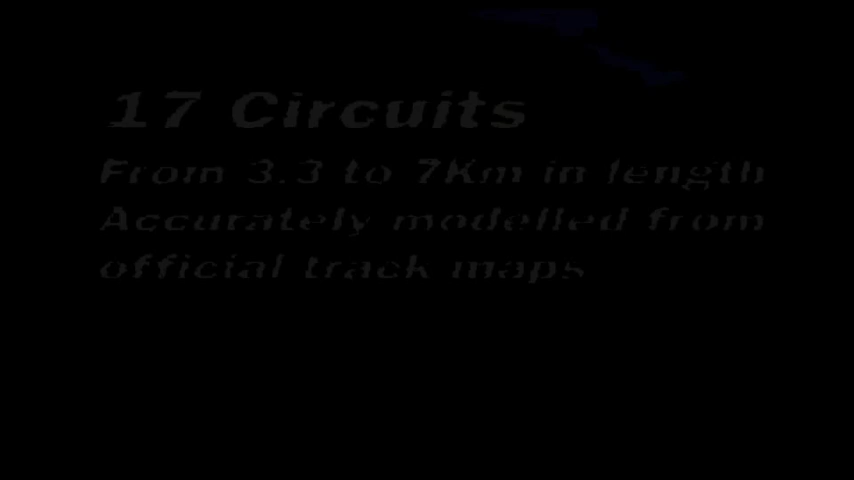 17 Circuits
From 3.3 to 7Km in length
Accurately modelled from
official track maps